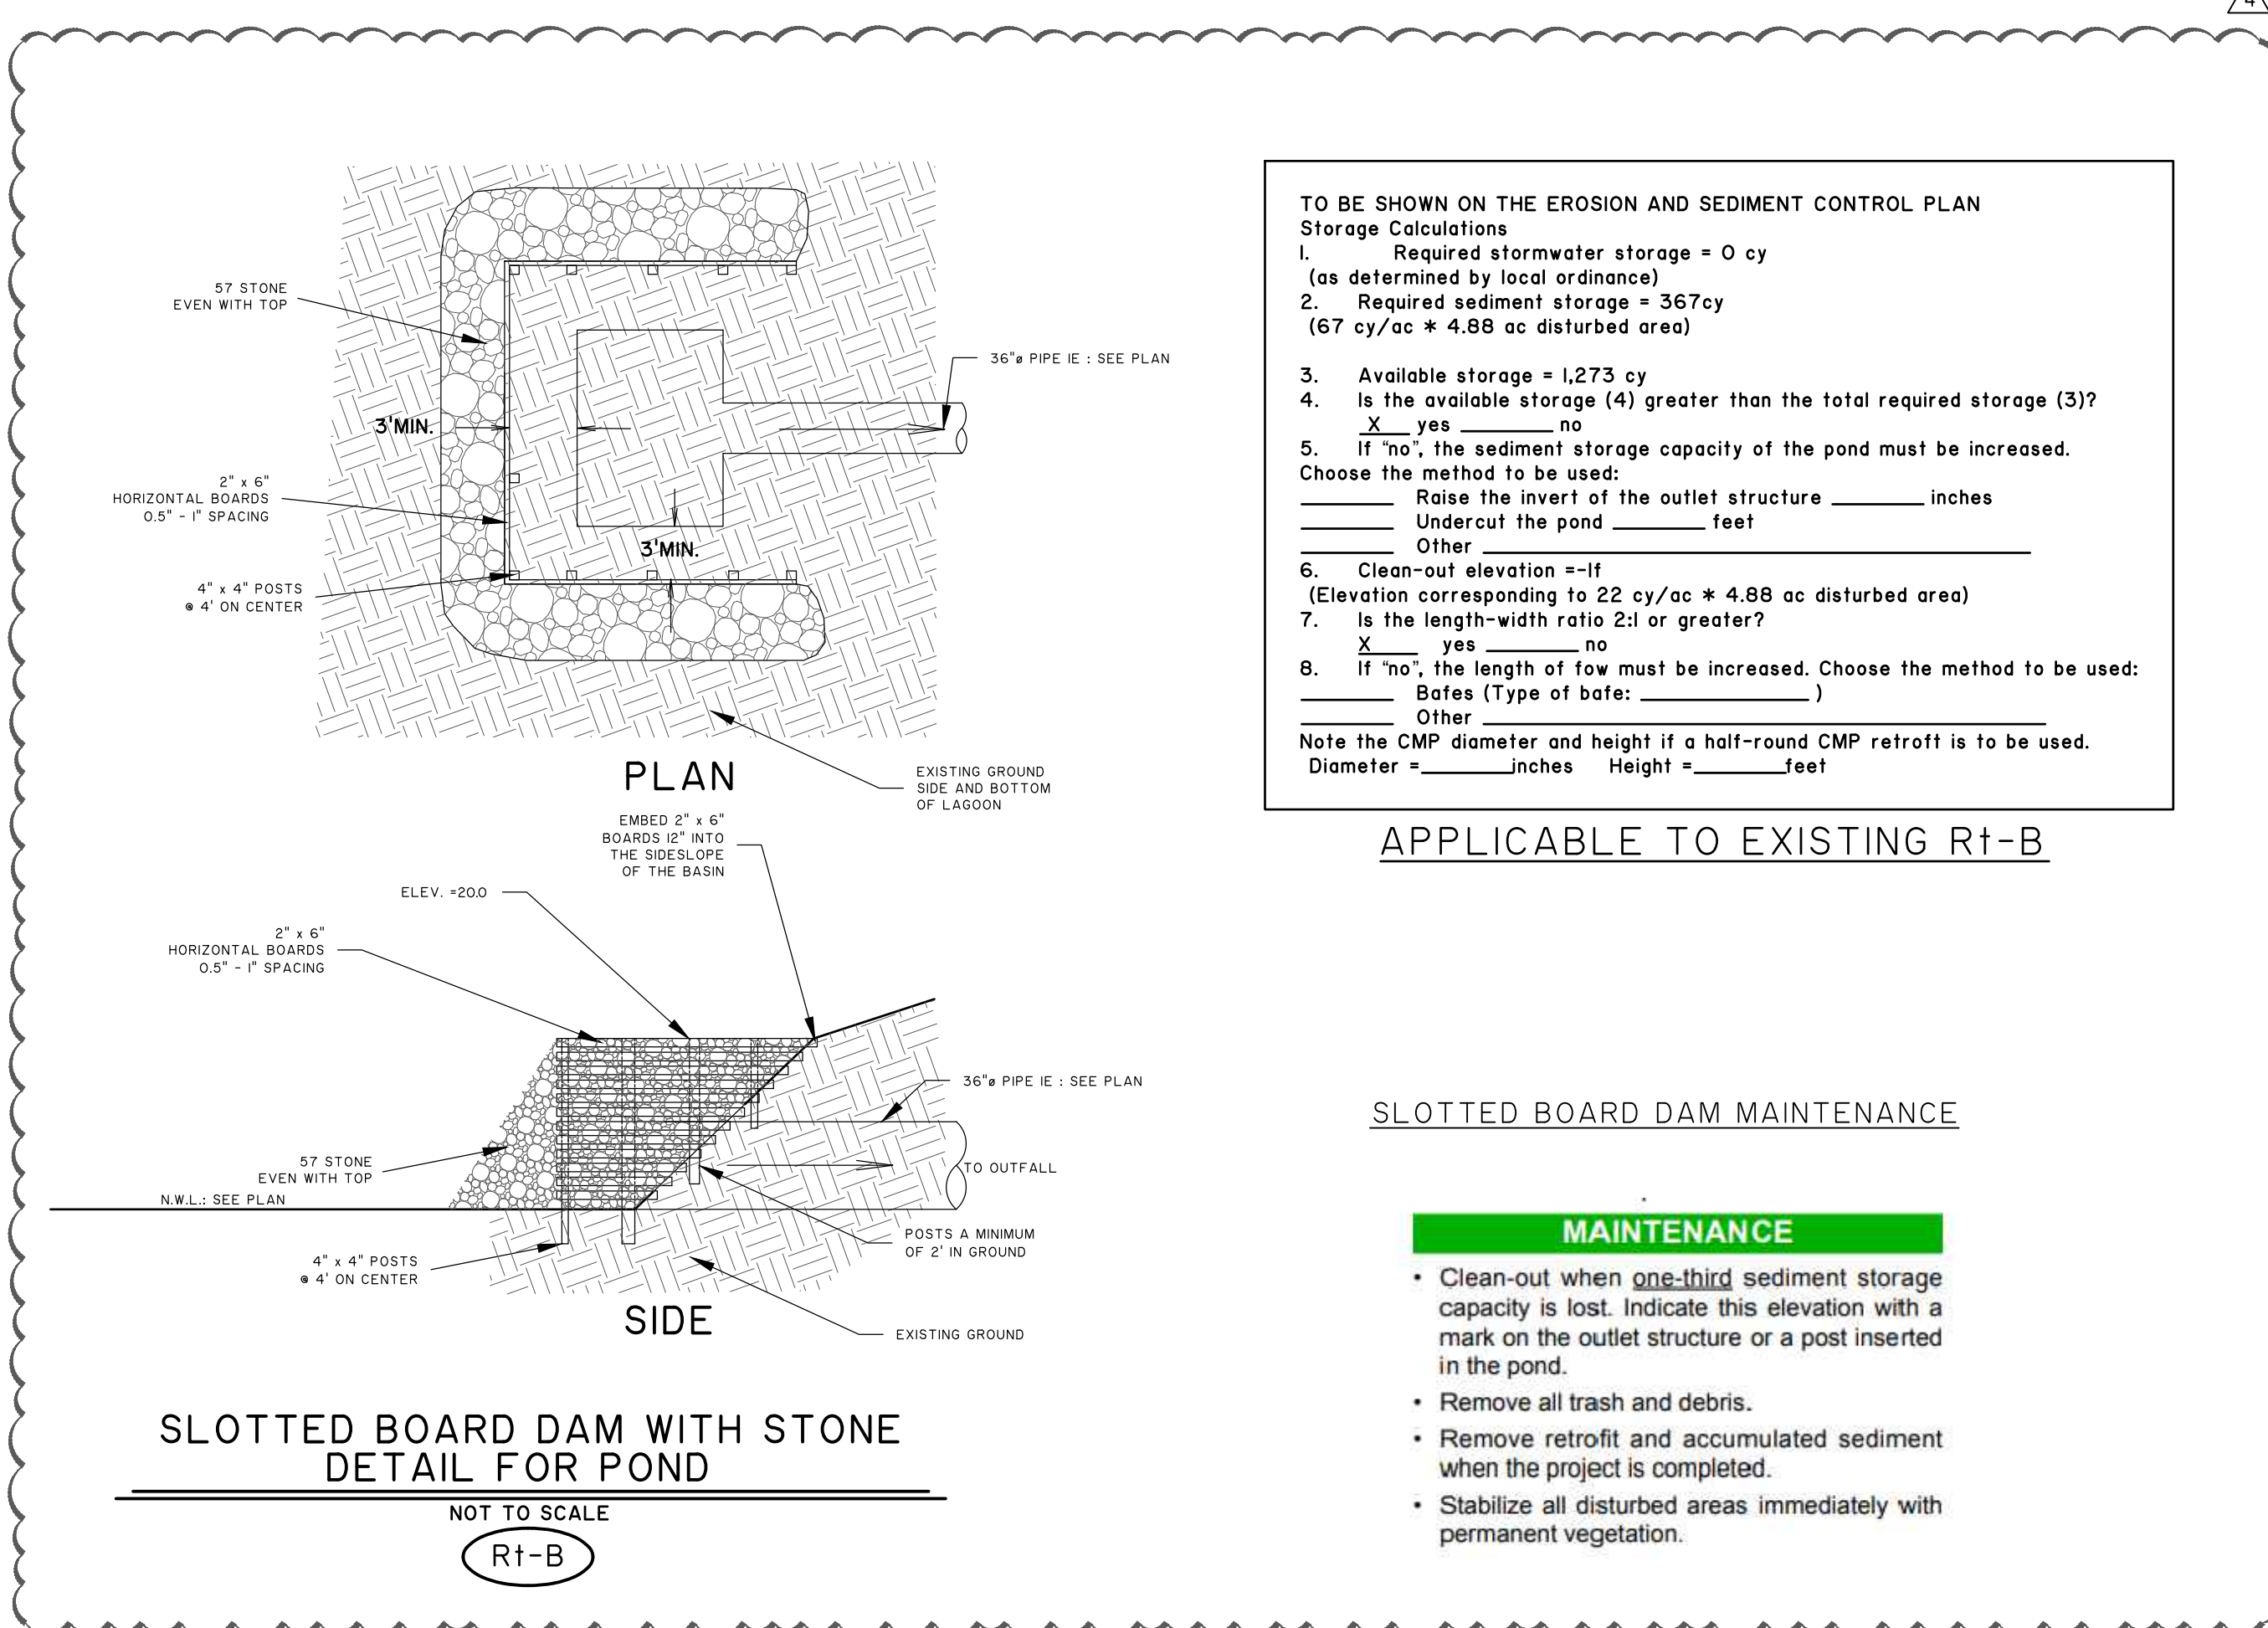 4
57 STONE
EVEN WITH TOP
36"ø PIPE IE : SEE PLAN
3'MIN.
2" x 6"
HORIZONTAL BOARDS
0.5" - 1" SPACING
3'MIN.
4" x 4" POSTS
@ 4' ON CENTER
PLAN
EXISTING GROUND
SIDE AND BOTTOM
OF LAGOON
EMBED 2" x 6"
BOARDS 12" INTO
THE SIDESLOPE
OF THE BASIN
ELEV. =20.0
2" x 6"
HORIZONTAL BOARDS
0.5" - 1" SPACING
36"ø PIPE IE : SEE PLAN
57 STONE
EVEN WITH TOP
TO OUTFALL
N.W.L.: SEE PLAN
POSTS A MINIMUM
OF 2' IN GROUND
4" x 4" POSTS
@ 4' ON CENTER
SIDE
EXISTING GROUND
SLOTTED BOARD DAM WITH STONE
DETAIL FOR POND
NOT TO SCALE
Rt-B
TO BE SHOWN ON THE EROSION AND SEDIMENT CONTROL PLAN
Storage Calculations
1. Required stormwater storage = 0 cy
(as determined by local ordinance)
2. Required sediment storage = 367cy
(67 cy/ac * 4.88 ac disturbed area)
3. Available storage = 1,273 cy
4. Is the available storage (4) greater than the total required storage (3)?
X yes ________ no
5. If "no", the sediment storage capacity of the pond must be increased.
Choose the method to be used:
________ Raise the invert of the outlet structure ________ inches
________ Undercut the pond ________ feet
________ Other ________
6. Clean-out elevation =-1f
(Elevation corresponding to 22 cy/ac * 4.88 ac disturbed area)
7. Is the length-width ratio 2:1 or greater?
X yes ________ no
8. If "no", the length of fow must be increased. Choose the method to be used:
________ Bafes (Type of bafe: ________ )
________ Other ________
Note the CMP diameter and height if a half-round CMP retroft is to be used.
Diameter =________inches Height =________feet
APPLICABLE TO EXISTING Rt-B
SLOTTED BOARD DAM MAINTENANCE
MAINTENANCE
• Clean-out when one-third sediment storage
capacity is lost. Indicate this elevation with a
mark on the outlet structure or a post inserted
in the pond.
• Remove all trash and debris.
• Remove retrofit and accumulated sediment
when the project is completed.
• Stabilize all disturbed areas immediately with
permanent vegetation.